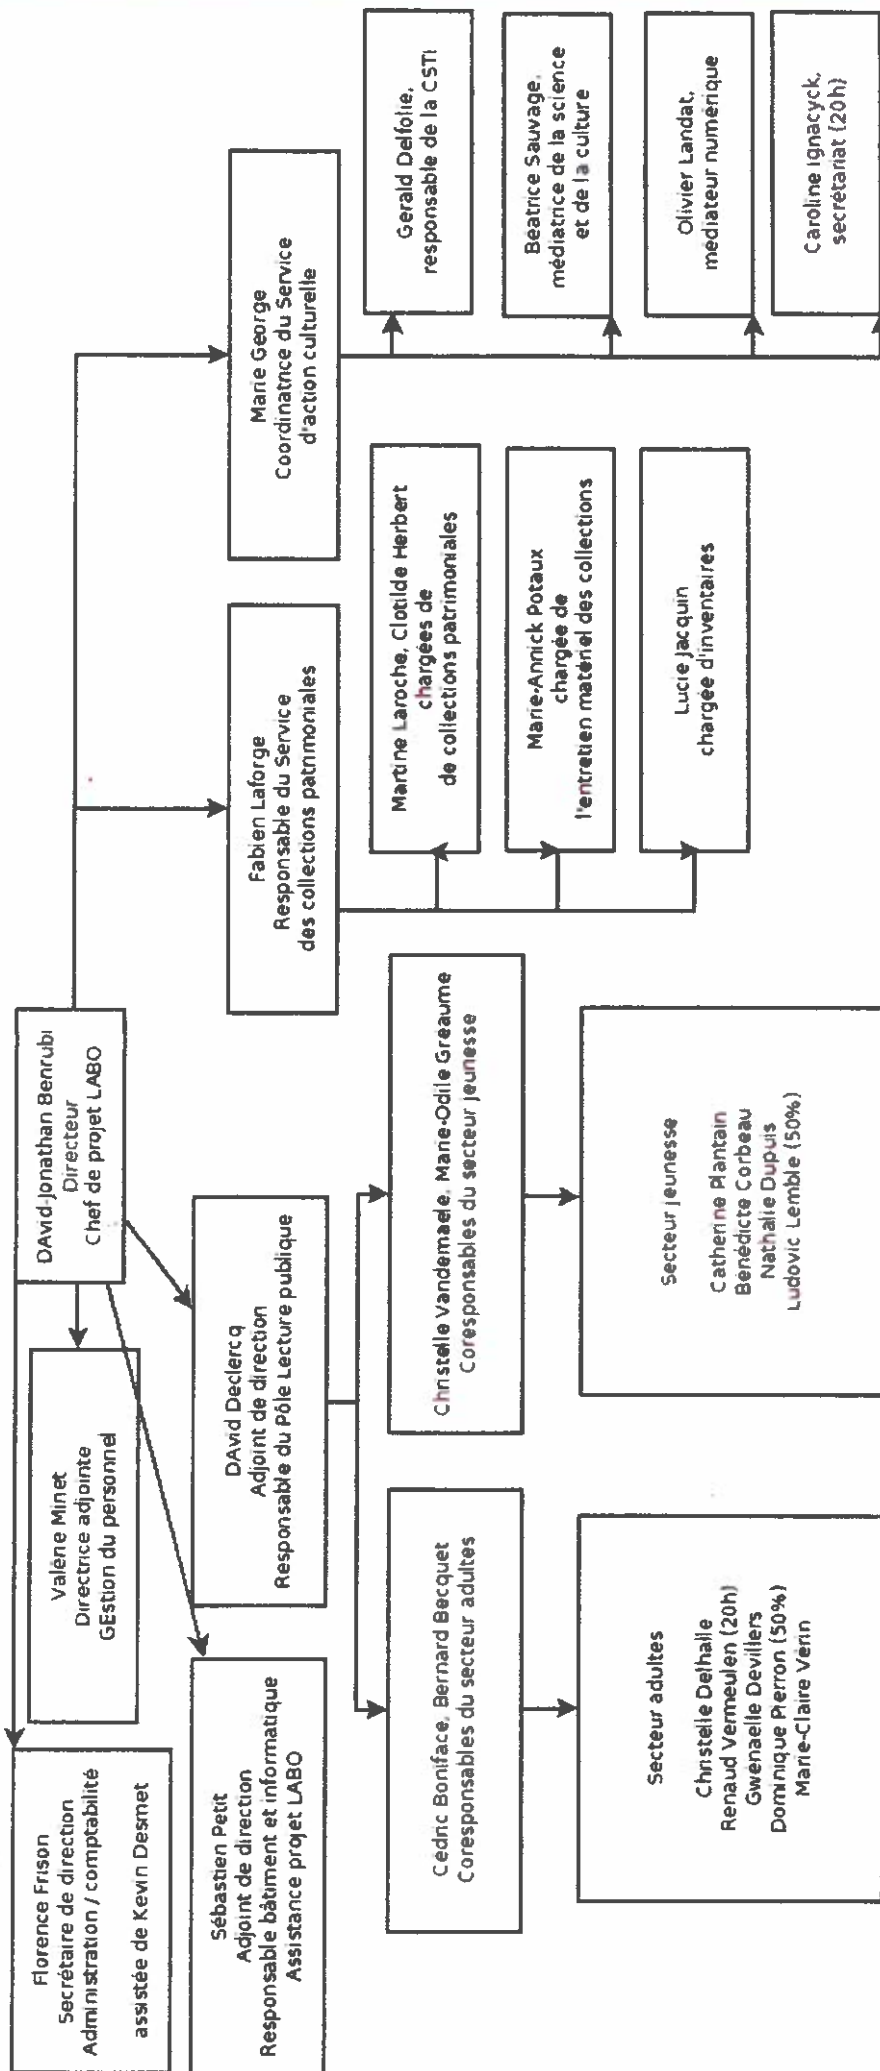 DAvid-Jonathan Benrubi
Directeur
Chef de projet LABO
Florence Frison
Secrétaire de direction
Administration / comptabilité
assistée de Kevin Desmet
Valène Minet
Directrice adjointe
GEstion du personnel
Sébastien Petit
Adjoint de direction
Responsable bâtiment et informatique
Assistance projet LABO
DAvid Declercq
Adjoint de direction
Responsable du Pôle Lecture publique
Fabien Laforge
Responsable du Service
des collections patrimoniales
Marie George
Coordinatrice du Service
d'action culturelle
Cédric Boniface, Bernard Becquet
Coresponsables du secteur adultes
Christelle Vandemaele, Marie-Odile Greaume
Coresponsables du secteur jeunesse
Martine Laroche, Clotilde Herbert
chargées de
de collections patrimoniales
Marie-Annick Potaux
chargée de
l'entretien matériel des collections
Lucie Jacquin
chargée d'inventaires
Gerald Delfolie,
responsable de la CSTI
Béatrice Sauvage,
médiatrice de la science
et de la culture
Olivier Landat,
médiateur numérique
Caroline Ignacyck,
secrétariat (20h)
Secteur adultes
Christelle Delhalle
Renaud Vermeulen (20h)
Gwénaelle Devillers
Dominique Pierron (50%)
Marie-Claire Vérin
Secteur jeunesse
Catherine Plantain
Bénédicte Corbeau
Nathalie Dupuis
Ludovic Lemble (50%)